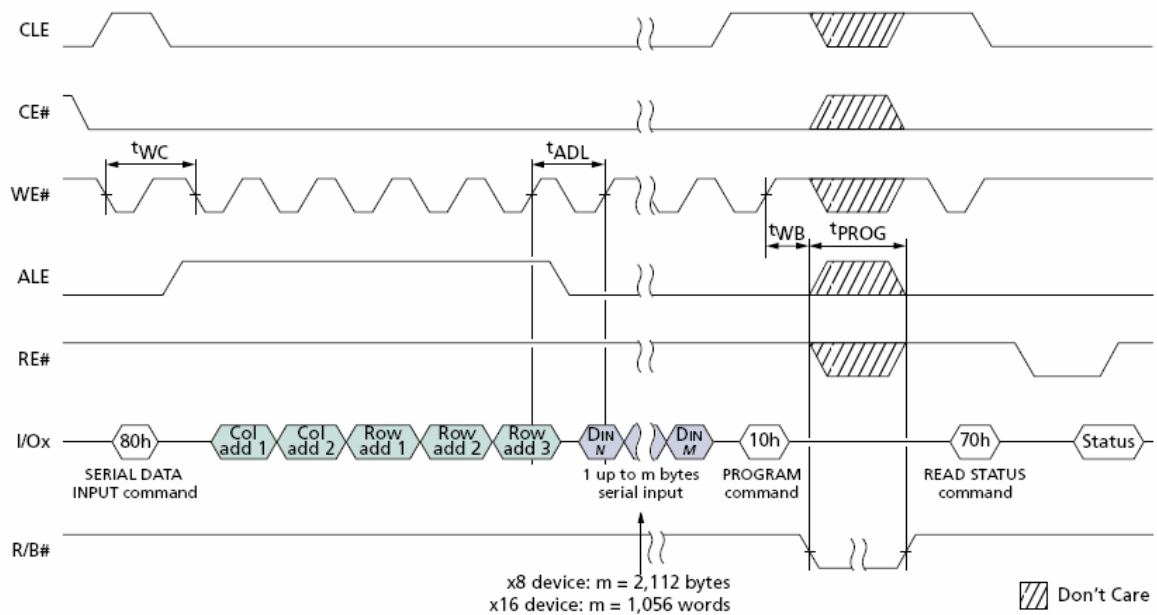 CLE
CE#
tWC
tADL
WE#
tWB
tPROG
ALE
RE#
I/Ox
80h
Col add 1
Col add 2
Row add 1
Row add 2
Row add 3
DIN N
DIN M
10h
70h
Status
SERIAL DATA
INPUT command
1 up to m bytes
serial input
PROGRAM
command
READ STATUS
command
R/B#
x8 device: m = 2,112 bytes
x16 device: m = 1,056 words
Don't Care